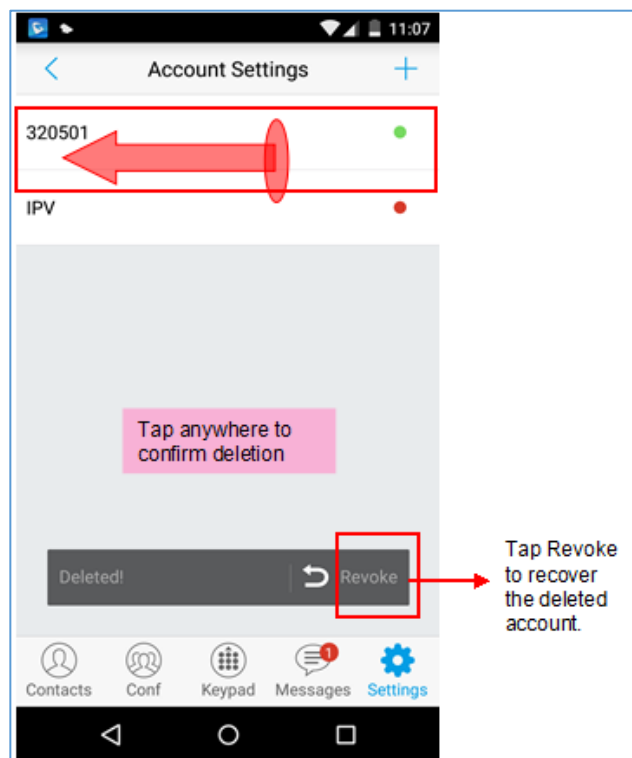 11:07
Account Settings
320501
IPV
Tap anywhere to
confirm deletion
Deleted! Revoke
Tap Revoke
to recover
the deleted
account.
1
Contacts Conf Keypad Messages Settings